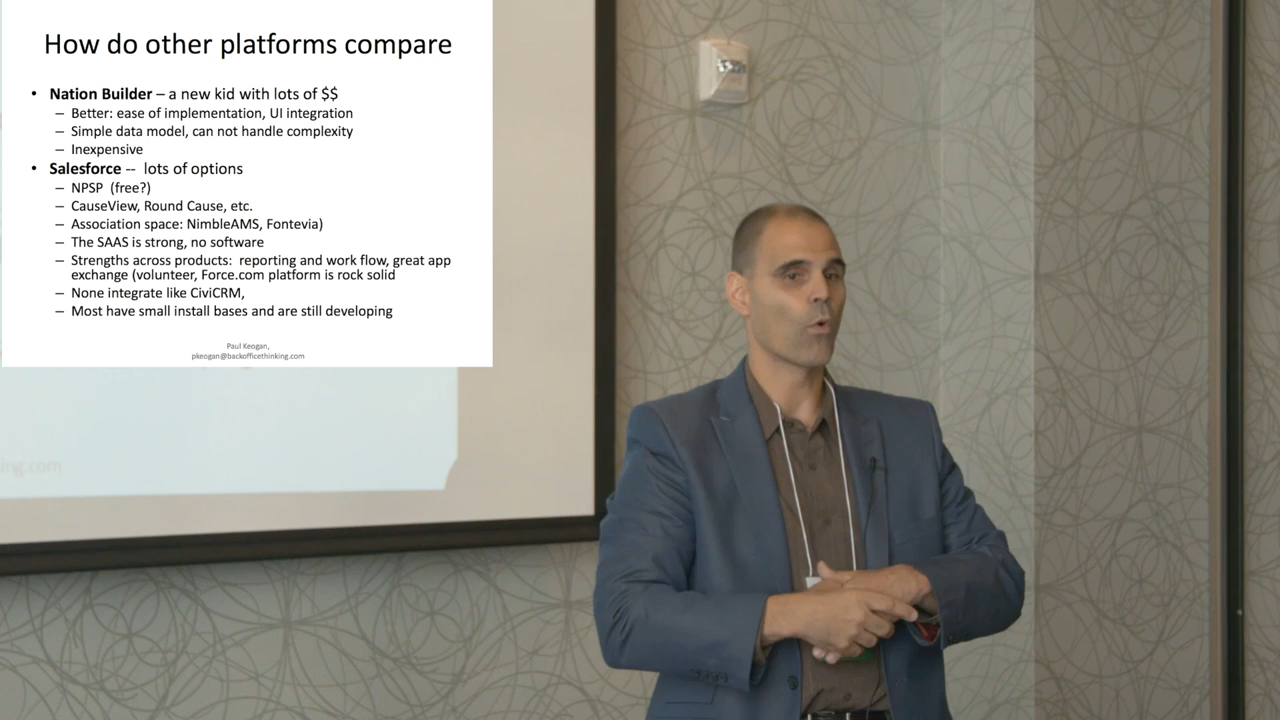 How do other platforms compare
• Nation Builder – a new kid with lots of $$
– Better: ease of implementation, UI integration
– Simple data model, can not handle complexity
– Inexpensive
• Salesforce -- lots of options
– NPSP (free?)
– CauseView, Round Cause, etc.
– Association space: NimbleAMS, Fontevia)
– The SAAS is strong, no software
– Strengths across products: reporting and work flow, great app
exchange (volunteer, Force.com platform is rock solid
– None integrate like CiviCRM,
– Most have small install bases and are still developing
Paul Keogan,
pkeogan@backofficethinking.com
ing.com